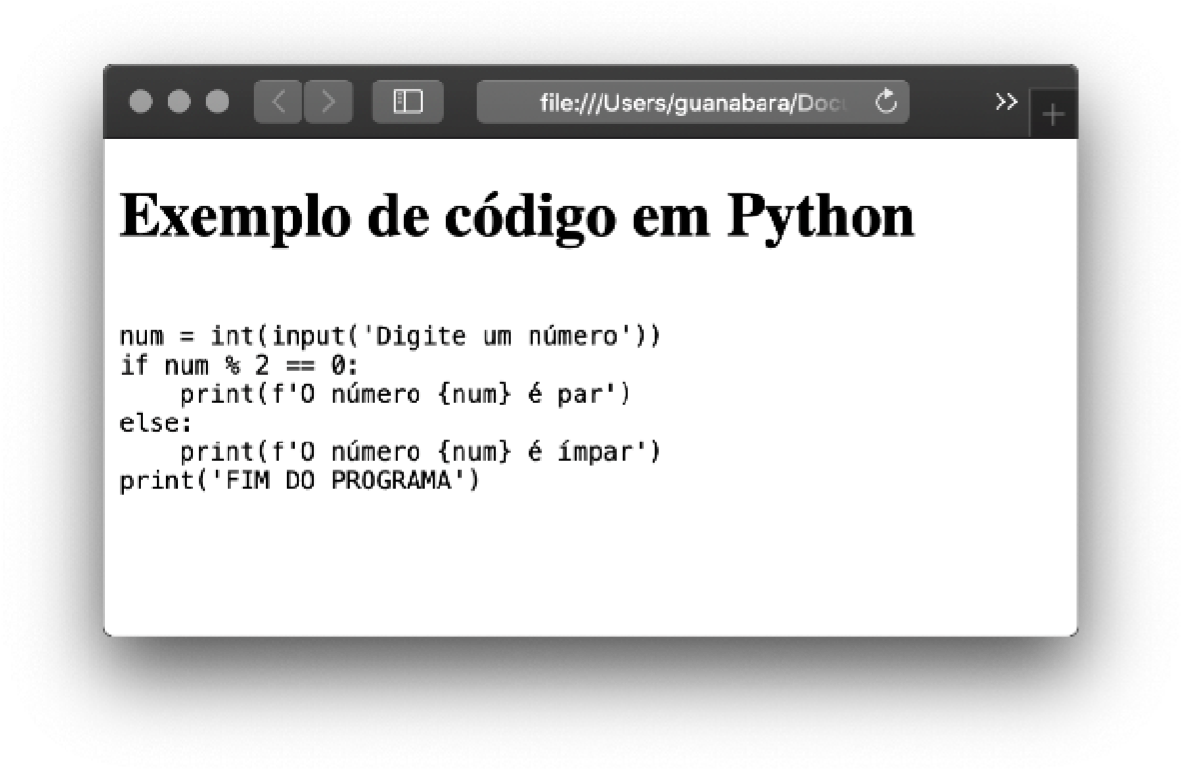 file:///Users/guanabara/Docu
Exemplo de código em Python
num = int(input('Digite um número'))
if num % 2 == 0:
    print(f'O número {num} é par')
else:
    print(f'O número {num} é ímpar')
print('FIM DO PROGRAMA')